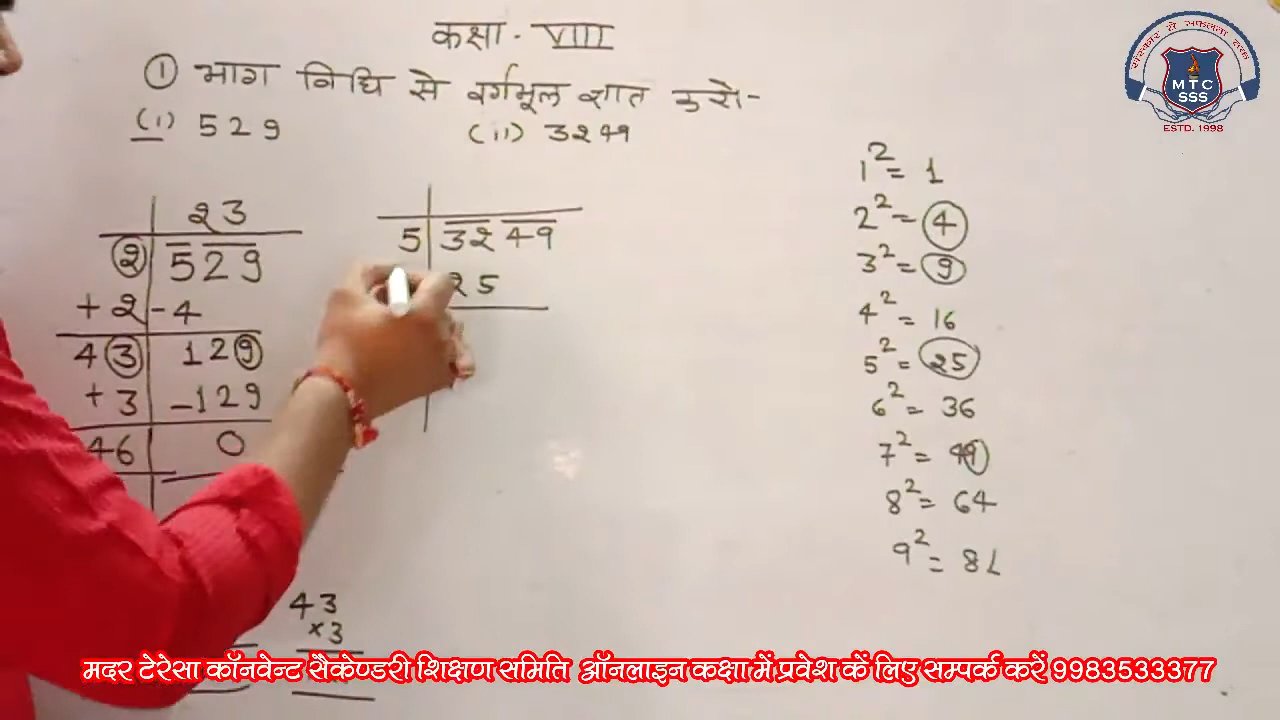 कक्षा - VIII
① भाग विधि से वर्गमूल ज्ञात करो-
(i) 529 (ii) 3249
23
2 529
+ 2 - 4
43 129
+ 3 - 129
46 0
5 3249
25
43
× 3
1² = 1
2² = 4
3² = 9
4² = 16
5² = 25
6² = 36
7² = 49
8² = 64
9² = 81
संस्कार से सफलता तक
MTC
SSS
ESTD. 1998
मदर टेरेसा कॉनवेन्ट सैकेण्डरी शिक्षण समिति ऑनलाइन कक्षा में प्रवेश कें लिए सम्पर्क करें 9983533377